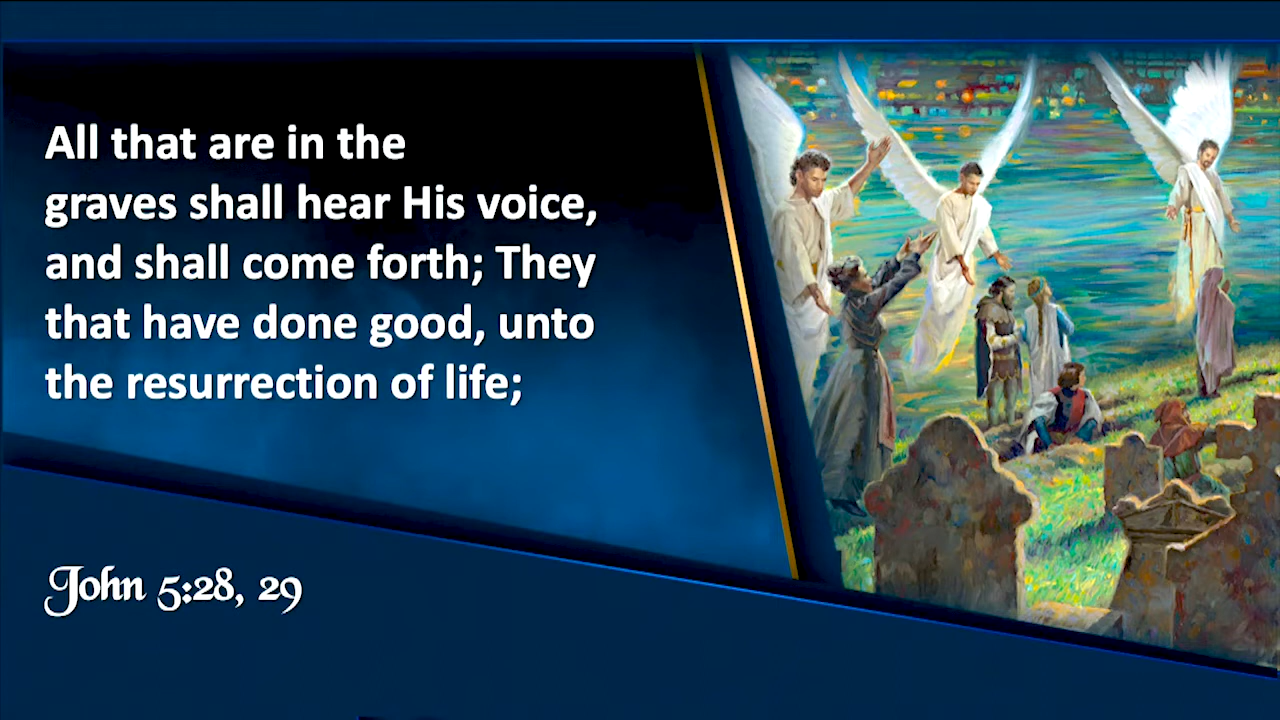 All that are in the
graves shall hear His voice,
and shall come forth; They
that have done good, unto
the resurrection of life;
John 5:28, 29